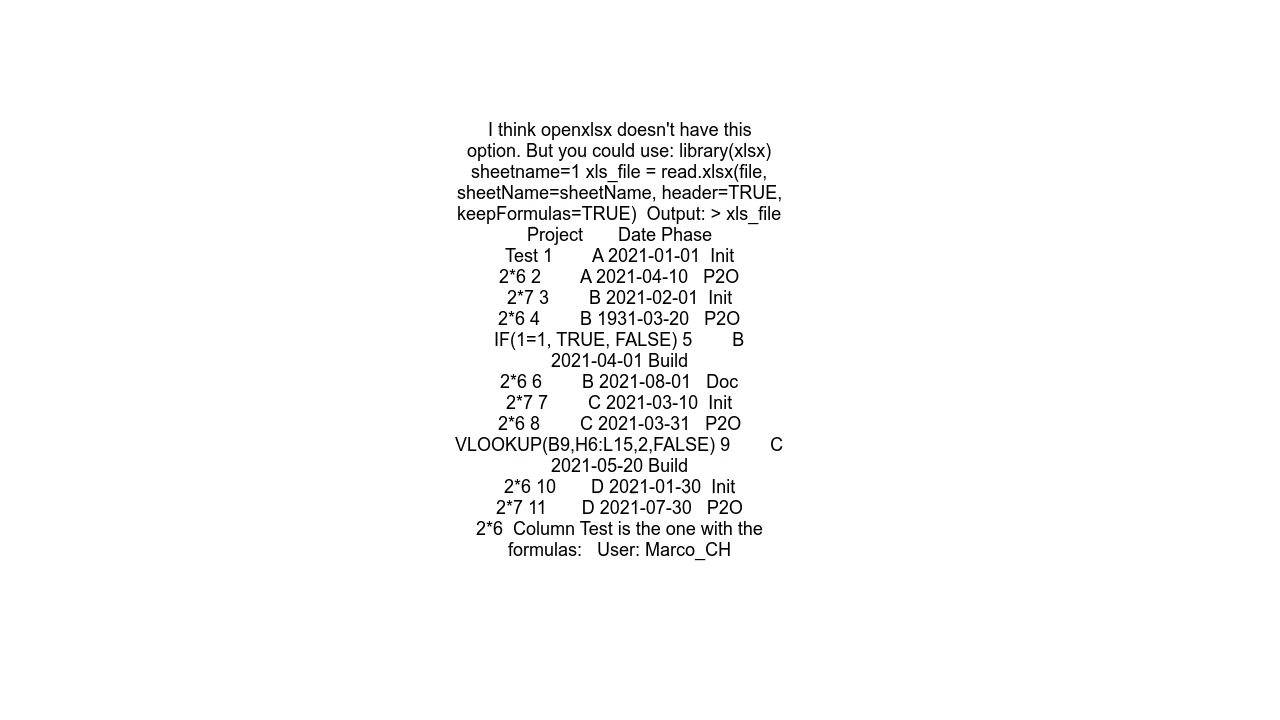 I think openxlsx doesn't have this
option. But you could use: library(xlsx)
sheetname=1 xls_file = read.xlsx(file,
sheetName=sheetName, header=TRUE,
keepFormulas=TRUE)  Output: > xls_file
Project       Date Phase
Test 1        A 2021-01-01  Init
2*6 2        A 2021-04-10   P2O
2*7 3        B 2021-02-01  Init
2*6 4        B 1931-03-20   P2O
IF(1=1, TRUE, FALSE) 5        B
2021-04-01 Build
2*6 6        B 2021-08-01   Doc
2*7 7        C 2021-03-10  Init
2*6 8        C 2021-03-31   P2O
VLOOKUP(B9,H6:L15,2,FALSE) 9        C
2021-05-20 Build
2*6 10       D 2021-01-30  Init
2*7 11       D 2021-07-30   P2O
2*6  Column Test is the one with the
formulas:   User: Marco_CH